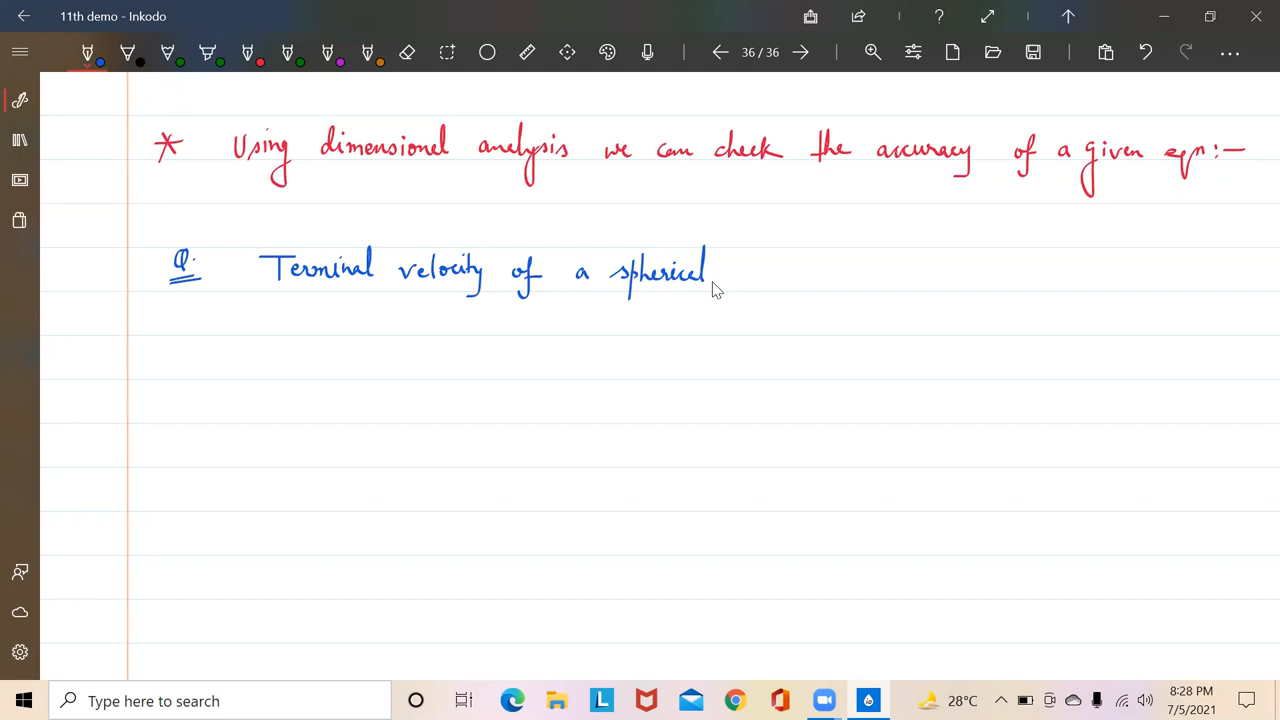 11th demo - Inkodo
36 / 36
* Using dimensional analysis we can check the accuracy of a given eqn:-
Q. Terminal velocity of a spherical
Type here to search
28°C
8:28 PM
7/5/2021